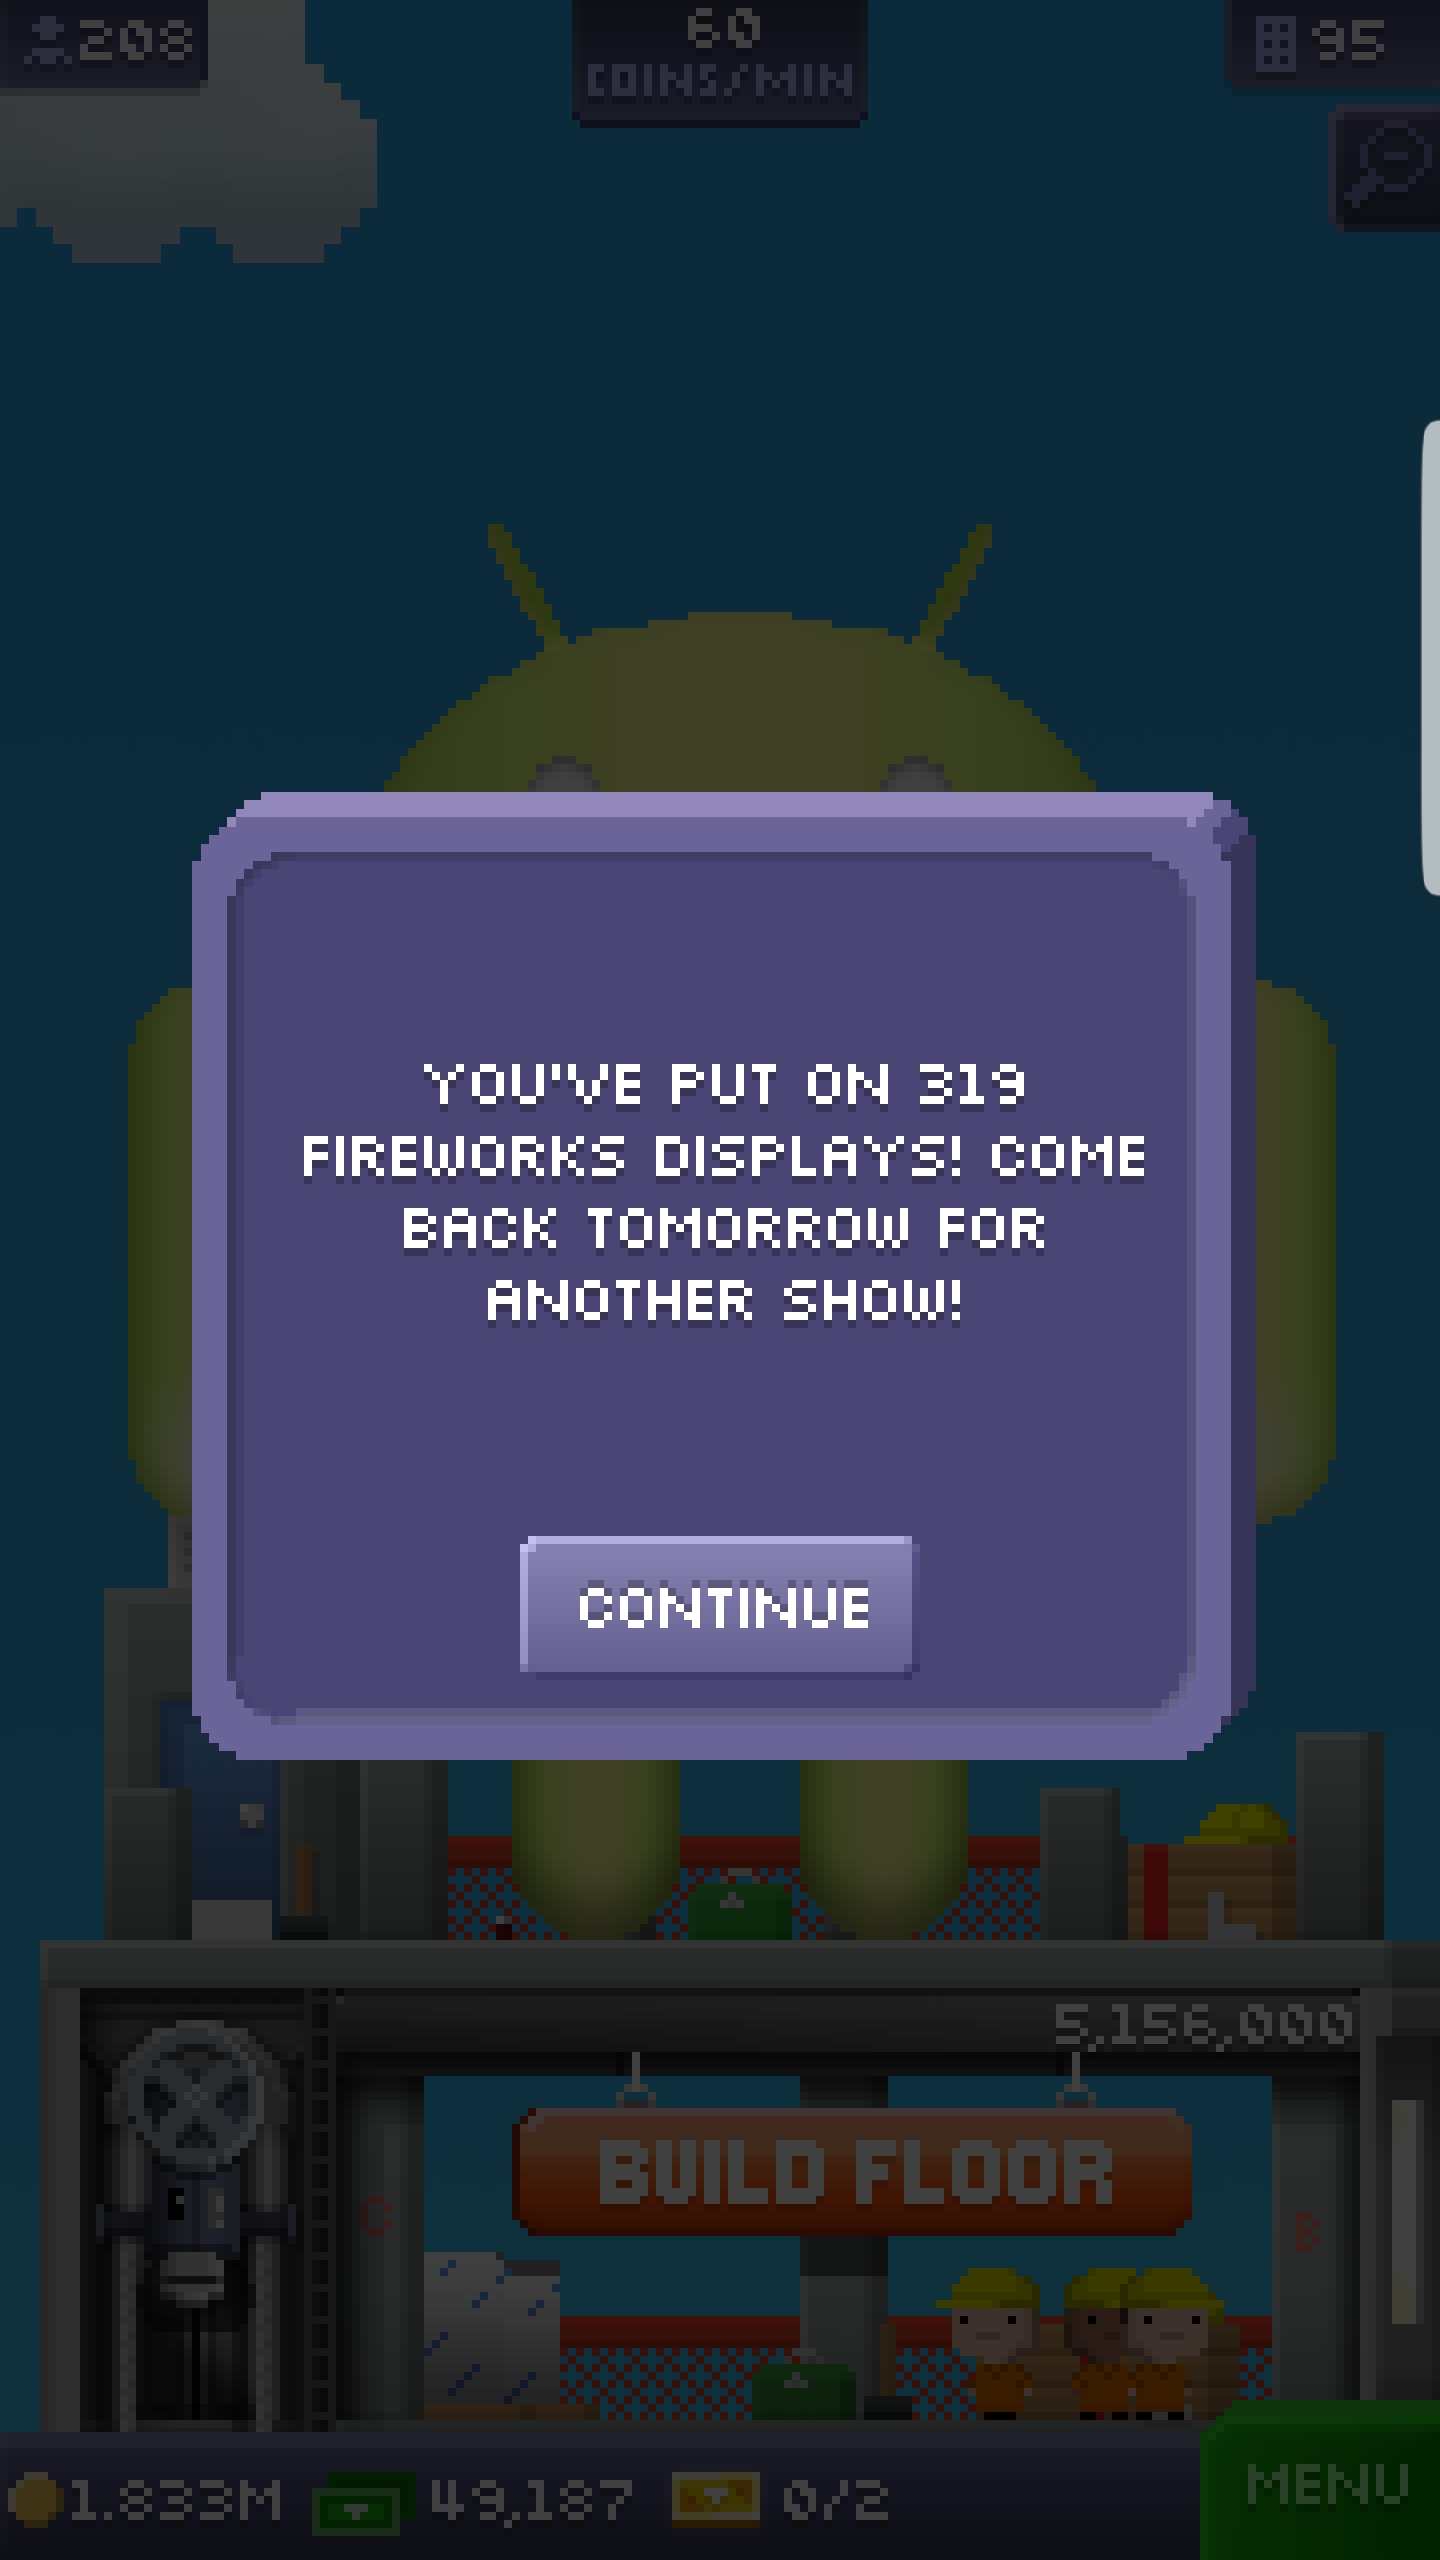 208
60
COINS/MIN
95
YOU'VE PUT ON 319
FIREWORKS DISPLAYS! COME
BACK TOMORROW FOR
ANOTHER SHOW!
CONTINUE
5,156,000
BUILD FLOOR
C
B
1.833M
49,187
0/2
MENU